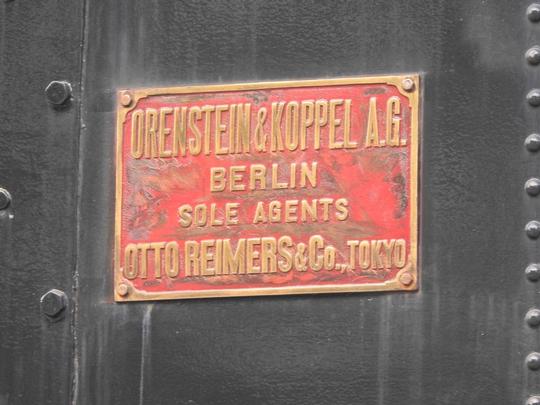 ORENSTEIN & KOPPEL A.G.
BERLIN
SOLE AGENTS
OTTO REIMERS & Co., TOKYO